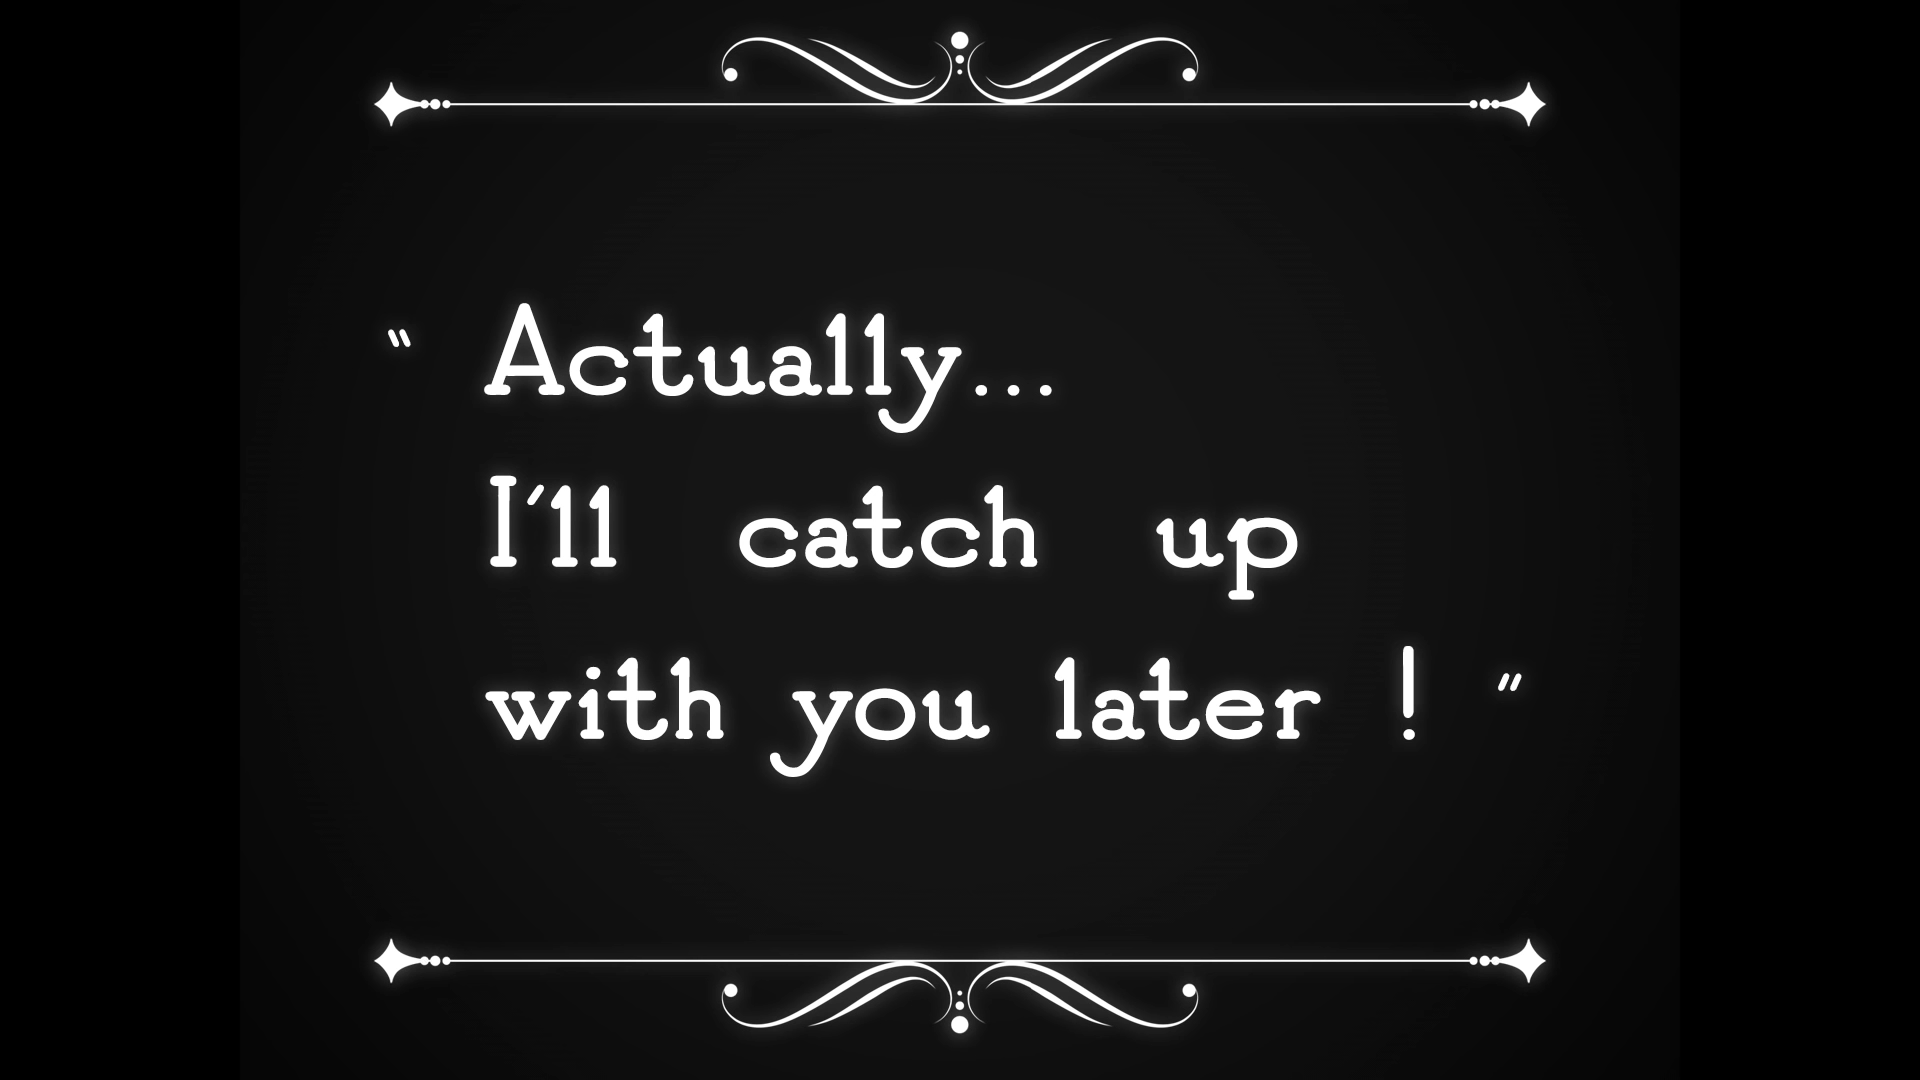 “ Actually...
I'll catch up
with you later ! ”